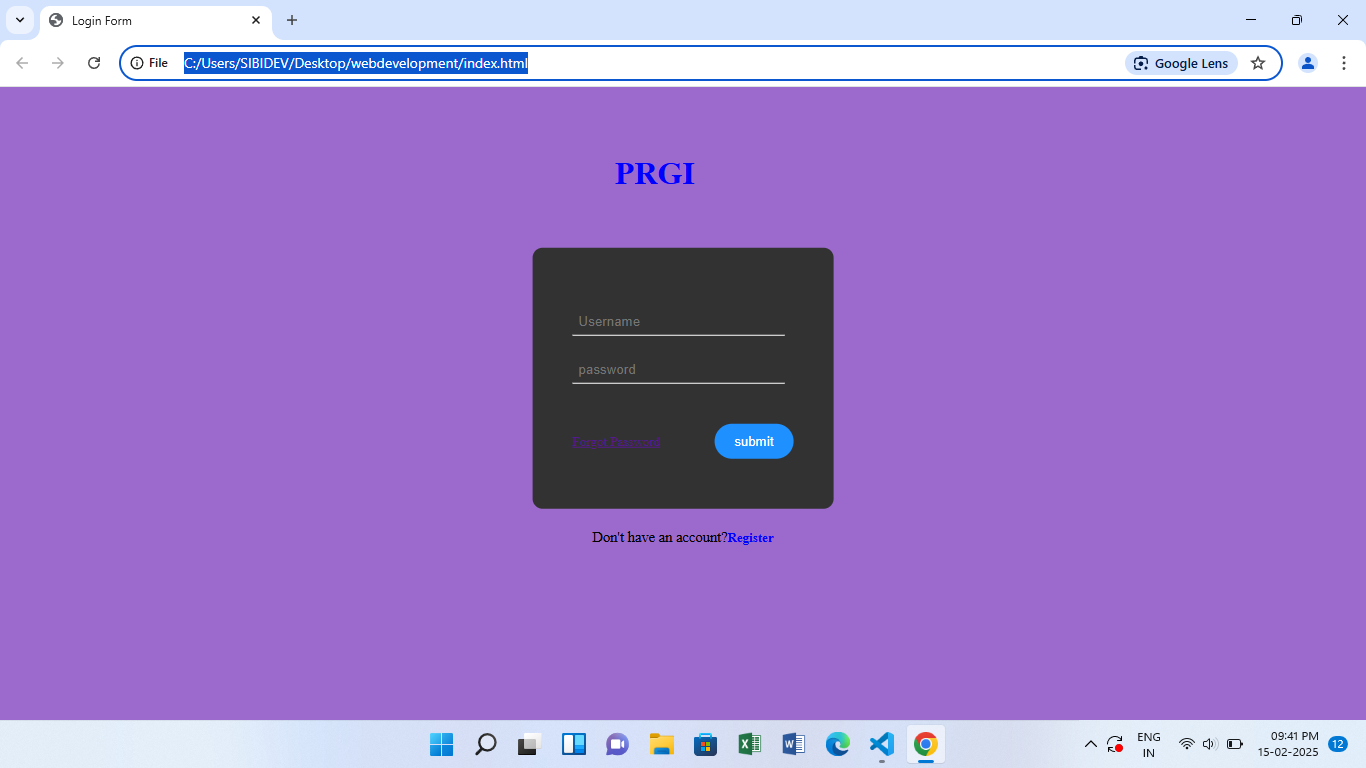 Login Form
File
C:/Users/SIBIDEV/Desktop/webdevelopment/index.html
Google Lens
PRGI
Username
password
Forget Password
submit
Don't have an account?Register
ENG
IN
09:41 PM
15-02-2025
12